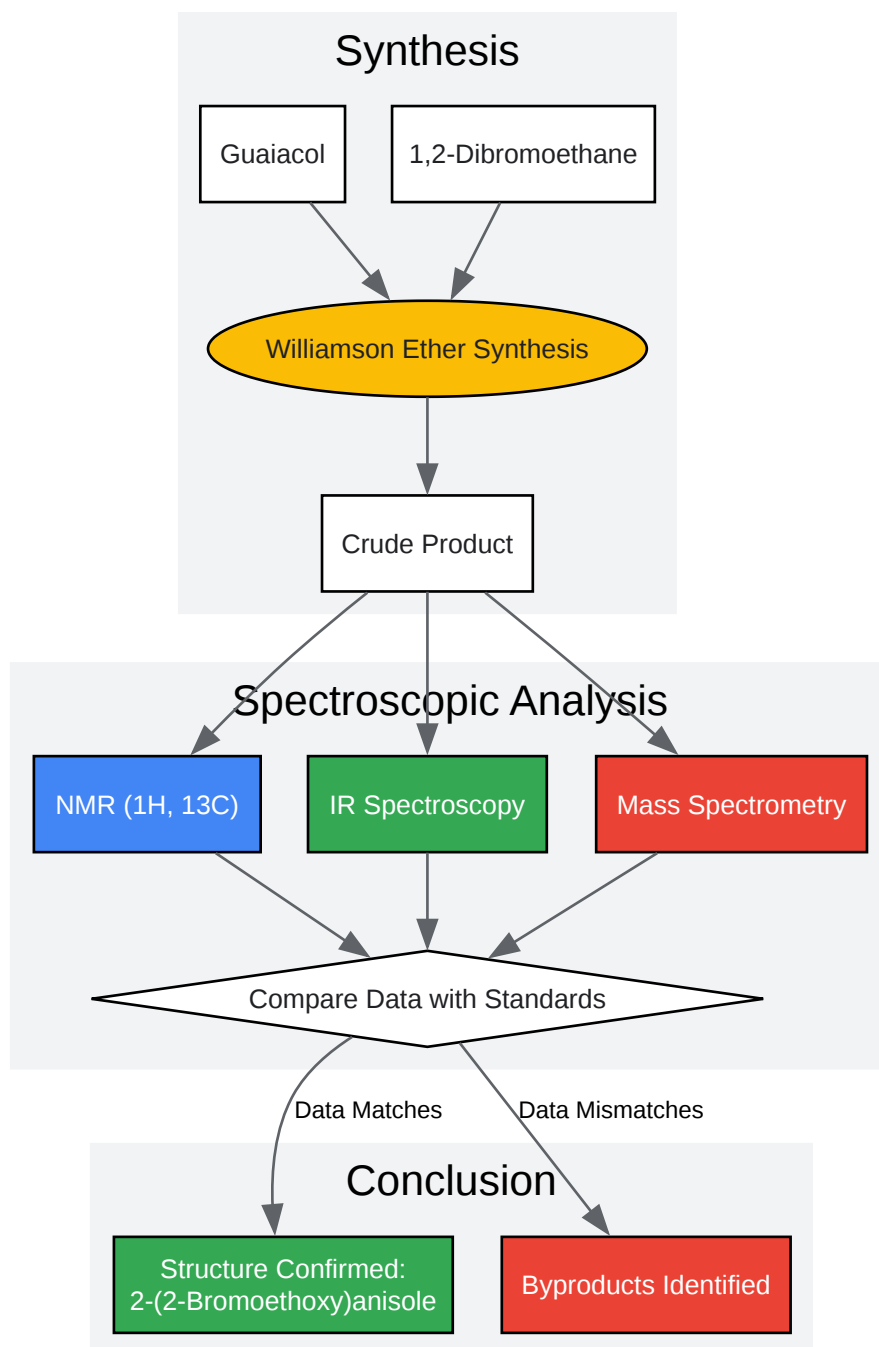 Synthesis
Guaiacol
1,2-Dibromoethane
Williamson Ether Synthesis
Crude Product
Spectroscopic Analysis
NMR (1H, 13C)
IR Spectroscopy
Mass Spectrometry
Compare Data with Standards
Data Matches
Data Mismatches
Conclusion
Structure Confirmed:
2-(2-Bromoethoxy)anisole
Byproducts Identified